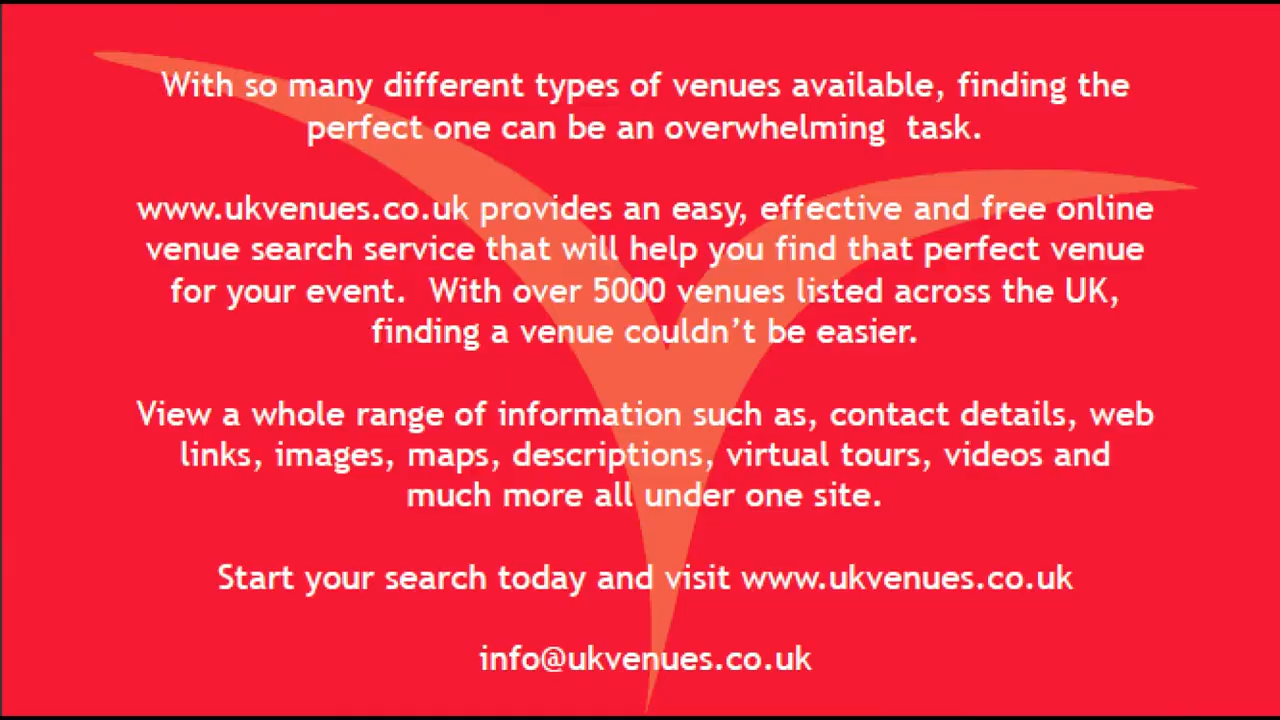 With so many different types of venues available, finding the
perfect one can be an overwhelming  task.
www.ukvenues.co.uk provides an easy, effective and free online
venue search service that will help you find that perfect venue
for your event.  With over 5000 venues listed across the UK,
finding a venue couldn’t be easier.
View a whole range of information such as, contact details, web
links, images, maps, descriptions, virtual tours, videos and
much more all under one site.
Start your search today and visit www.ukvenues.co.uk
info@ukvenues.co.uk